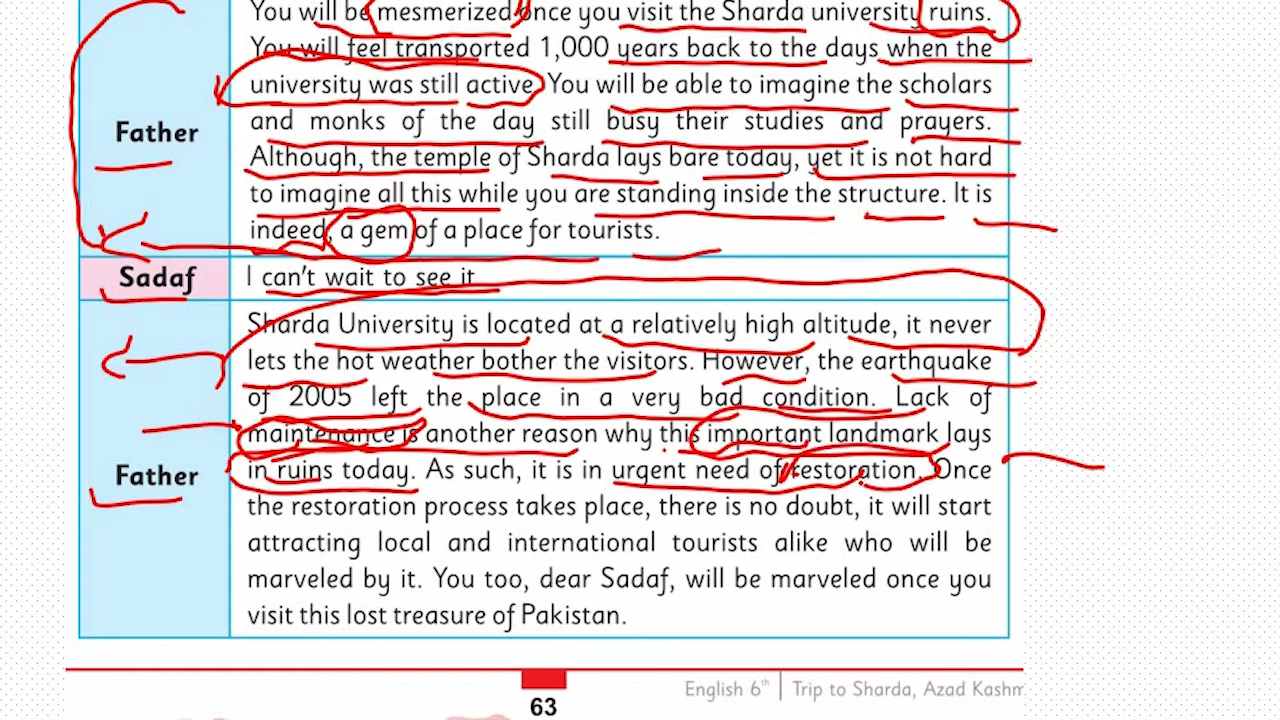 You will be mesmerized once you visit the Sharda university ruins.
You will feel transported 1,000 years back to the days when the
university was still active. You will be able to imagine the scholars
and monks of the day still busy their studies and prayers.
Father
Although, the temple of Sharda lays bare today, yet it is not hard
to imagine all this while you are standing inside the structure. It is
indeed, a gem of a place for tourists.
Sadaf I can't wait to see it
Sharda University is located at a relatively high altitude, it never
lets the hot weather bother the visitors. However, the earthquake
of 2005 left the place in a very bad condition. Lack of
maintenance is another reason why this important landmark lays
Father
in ruins today. As such, it is in urgent need of restoration. Once
the restoration process takes place, there is no doubt, it will start
attracting local and international tourists alike who will be
marveled by it. You too, dear Sadaf, will be marveled once you
visit this lost treasure of Pakistan.
63
English 6th Trip to Sharda, Azad Kashm